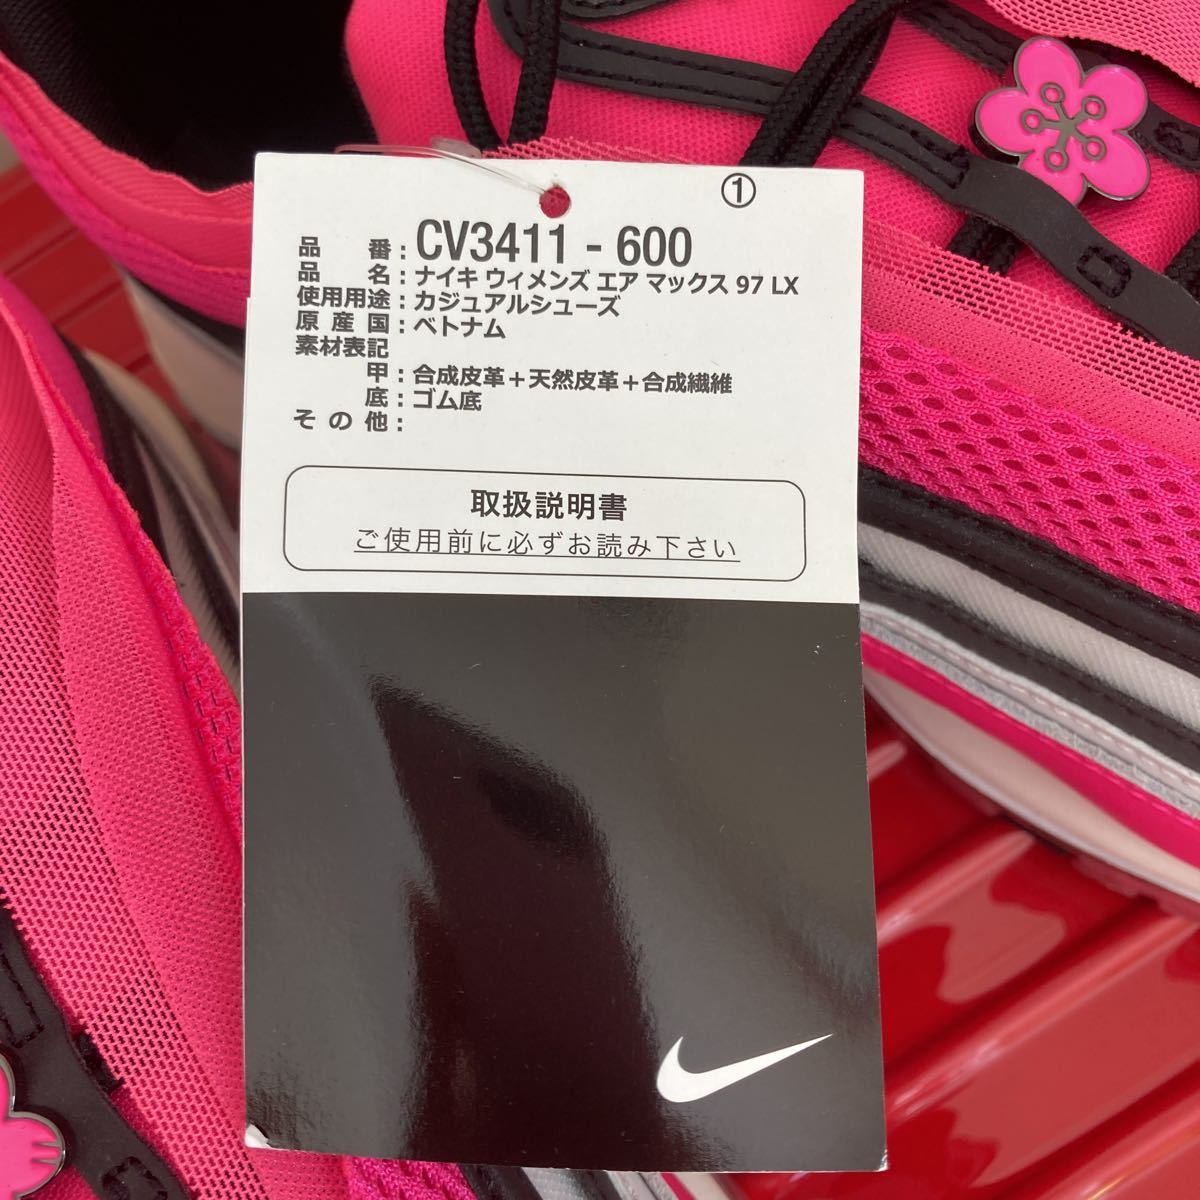 ①
品番：CV3411 - 600
品名：ナイキ ウィメンズ エア マックス 97 LX
使用用途：カジュアルシューズ
原産国：ベトナム
素材表記
甲：合成皮革＋天然皮革＋合成繊維
底：ゴム底
その他：
取扱説明書
ご使用前に必ずお読み下さい